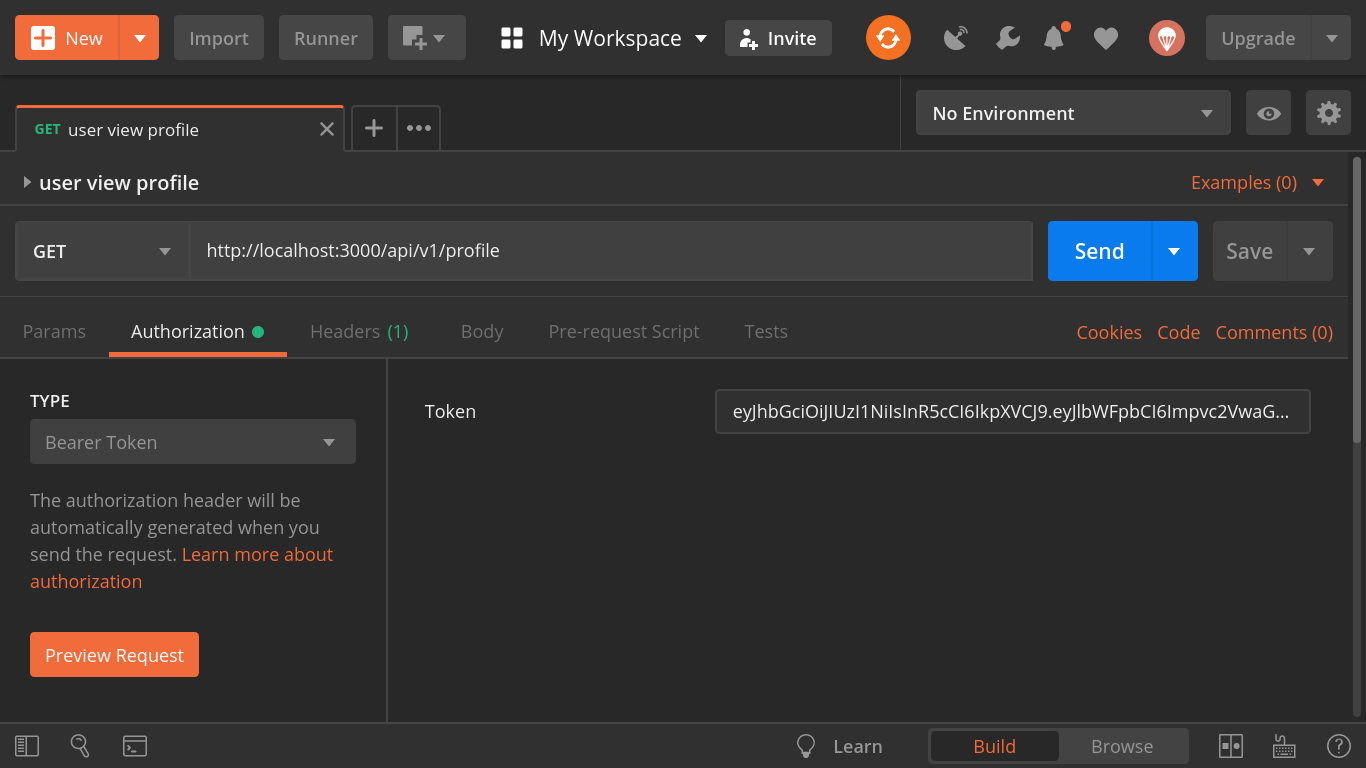 New
Import
Runner
My Workspace
Invite
Upgrade
GET user view profile
No Environment
user view profile
Examples (0)
GET
http://localhost:3000/api/v1/profile
Send
Save
Params
Authorization
Headers (1)
Body
Pre-request Script
Tests
Cookies
Code
Comments (0)
TYPE
Bearer Token
The authorization header will be
automatically generated when you
send the request. Learn more about
authorization
Preview Request
Token
eyJhbGciOiJIUzI1NiIsInR5cCI6IkpXVCJ9.eyJlbWFpbCI6Impvc2VwaG...
Learn
Build
Browse